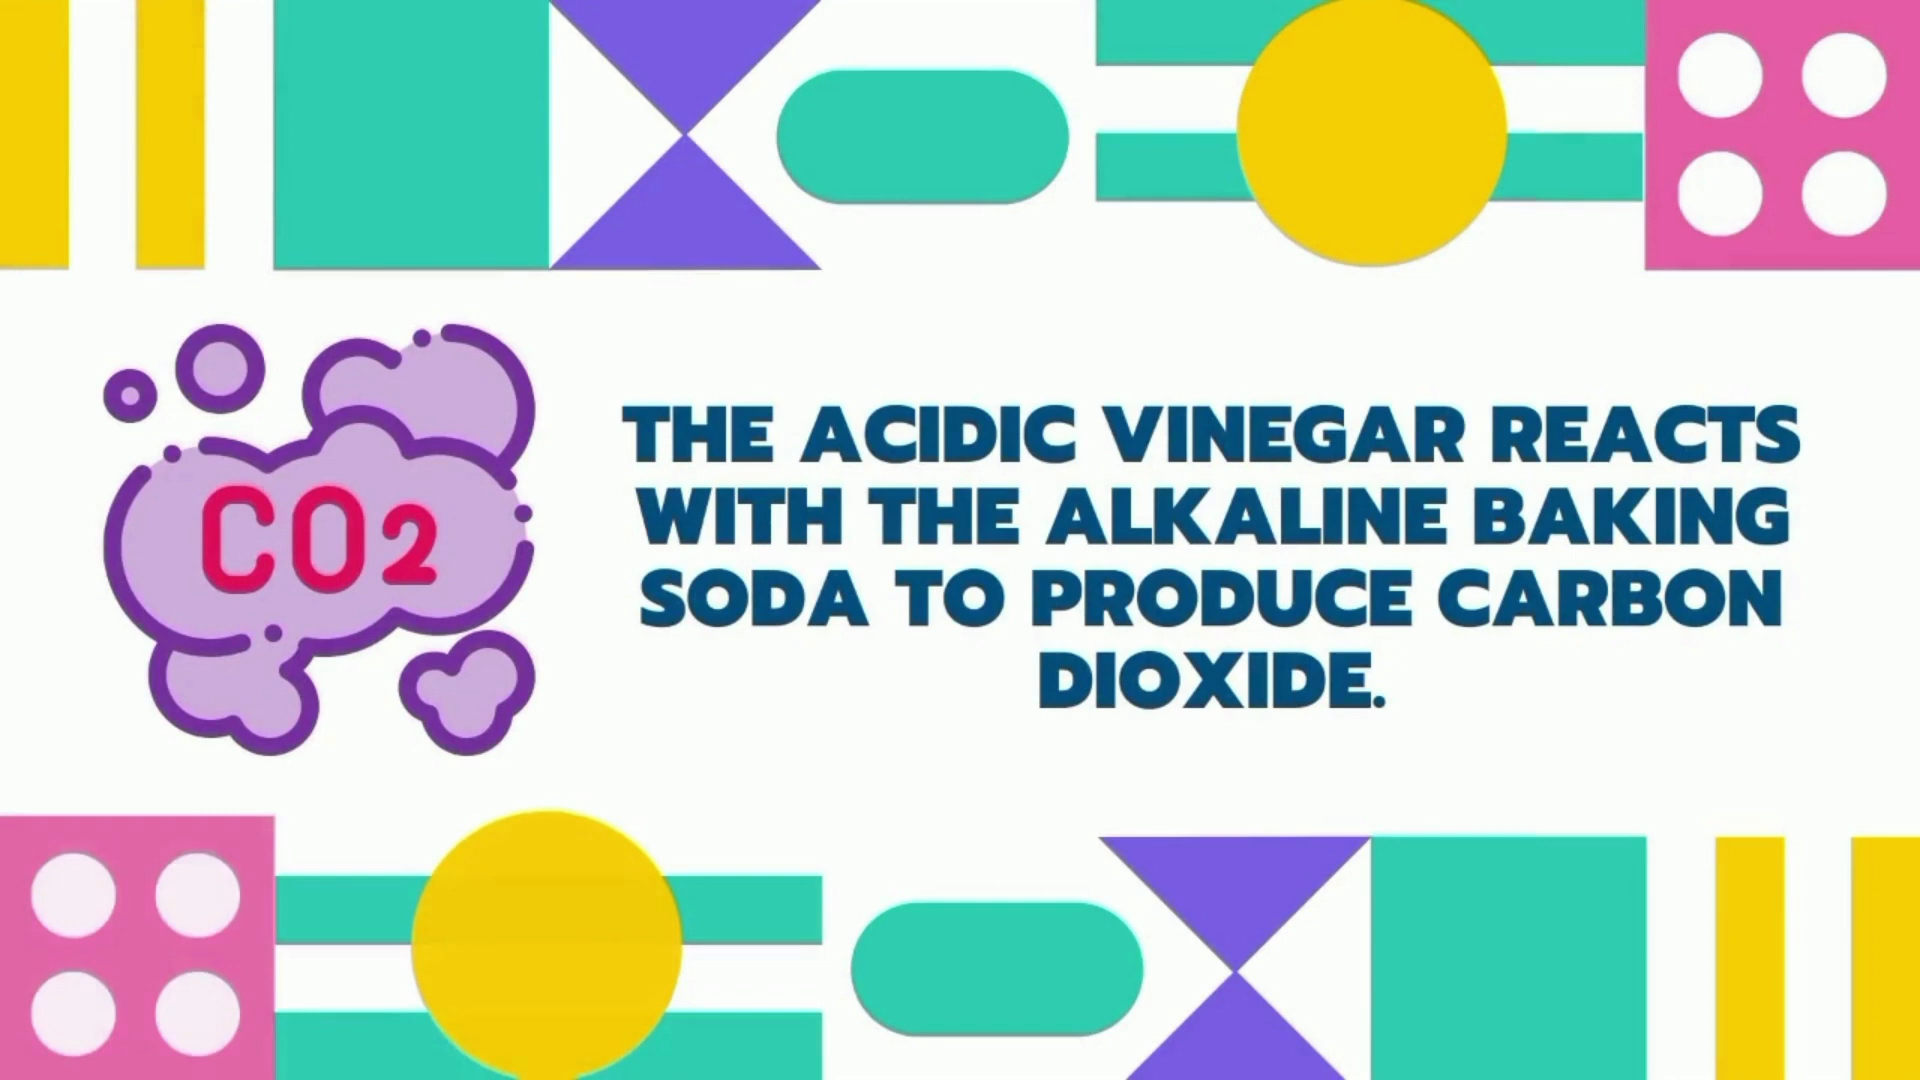 CO2
THE ACIDIC VINEGAR REACTS
WITH THE ALKALINE BAKING
SODA TO PRODUCE CARBON
DIOXIDE.